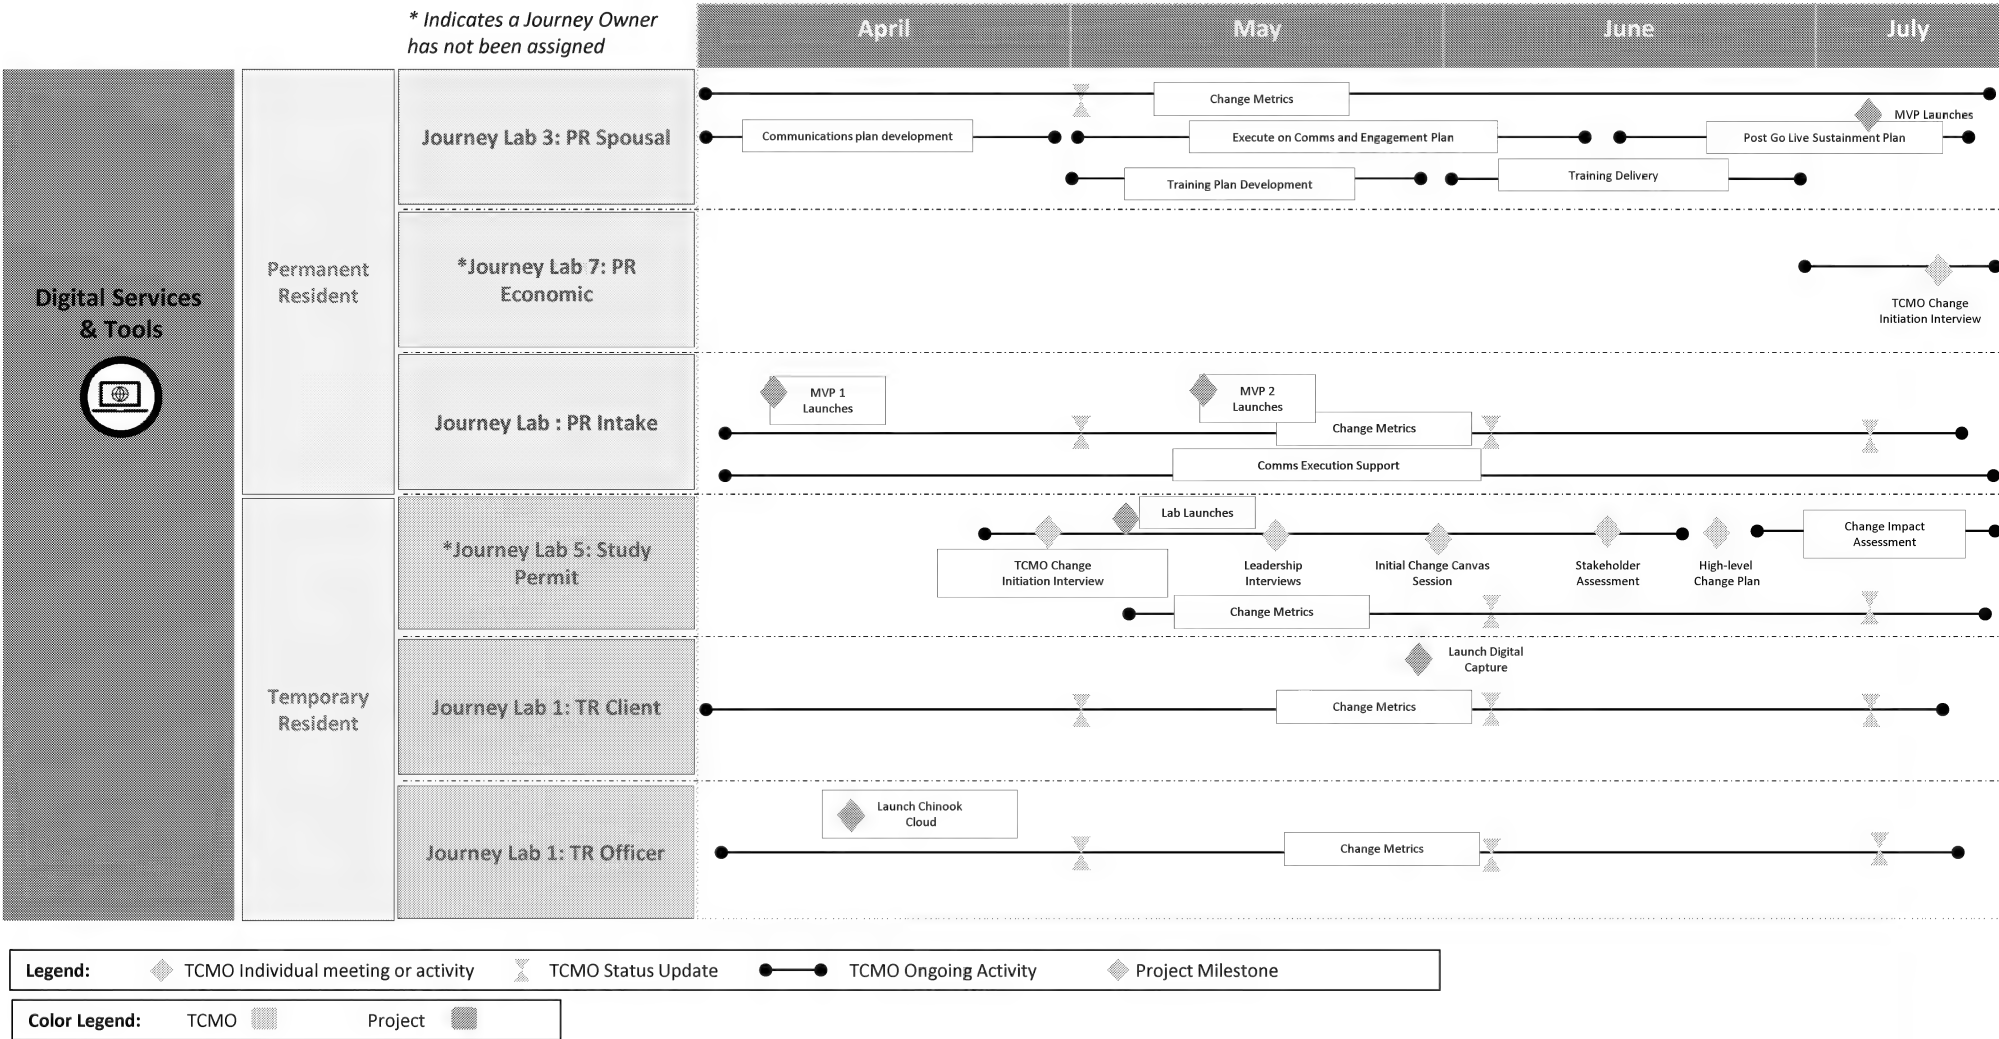 * Indicates a Journey Owner
has not been assigned
April
May
June
July
Digital Services
& Tools
Permanent
Resident
Journey Lab 3: PR Spousal
Change Metrics
MVP Launches
Communications plan development
Execute on Comms and Engagement Plan
Post Go Live Sustainment Plan
Training Plan Development
Training Delivery
*Journey Lab 7: PR
Economic
TCMO Change
Initiation Interview
Journey Lab : PR Intake
MVP 1
Launches
MVP 2
Launches
Change Metrics
Comms Execution Support
Temporary
Resident
*Journey Lab 5: Study
Permit
Lab Launches
Change Impact
Assessment
TCMO Change
Initiation Interview
Leadership
Interviews
Initial Change Canvas
Session
Stakeholder
Assessment
High-level
Change Plan
Change Metrics
Journey Lab 1: TR Client
Launch Digital
Capture
Change Metrics
Journey Lab 1: TR Officer
Launch Chinook
Cloud
Change Metrics
Legend: TCMO Individual meeting or activity TCMO Status Update TCMO Ongoing Activity Project Milestone
Color Legend: TCMO Project